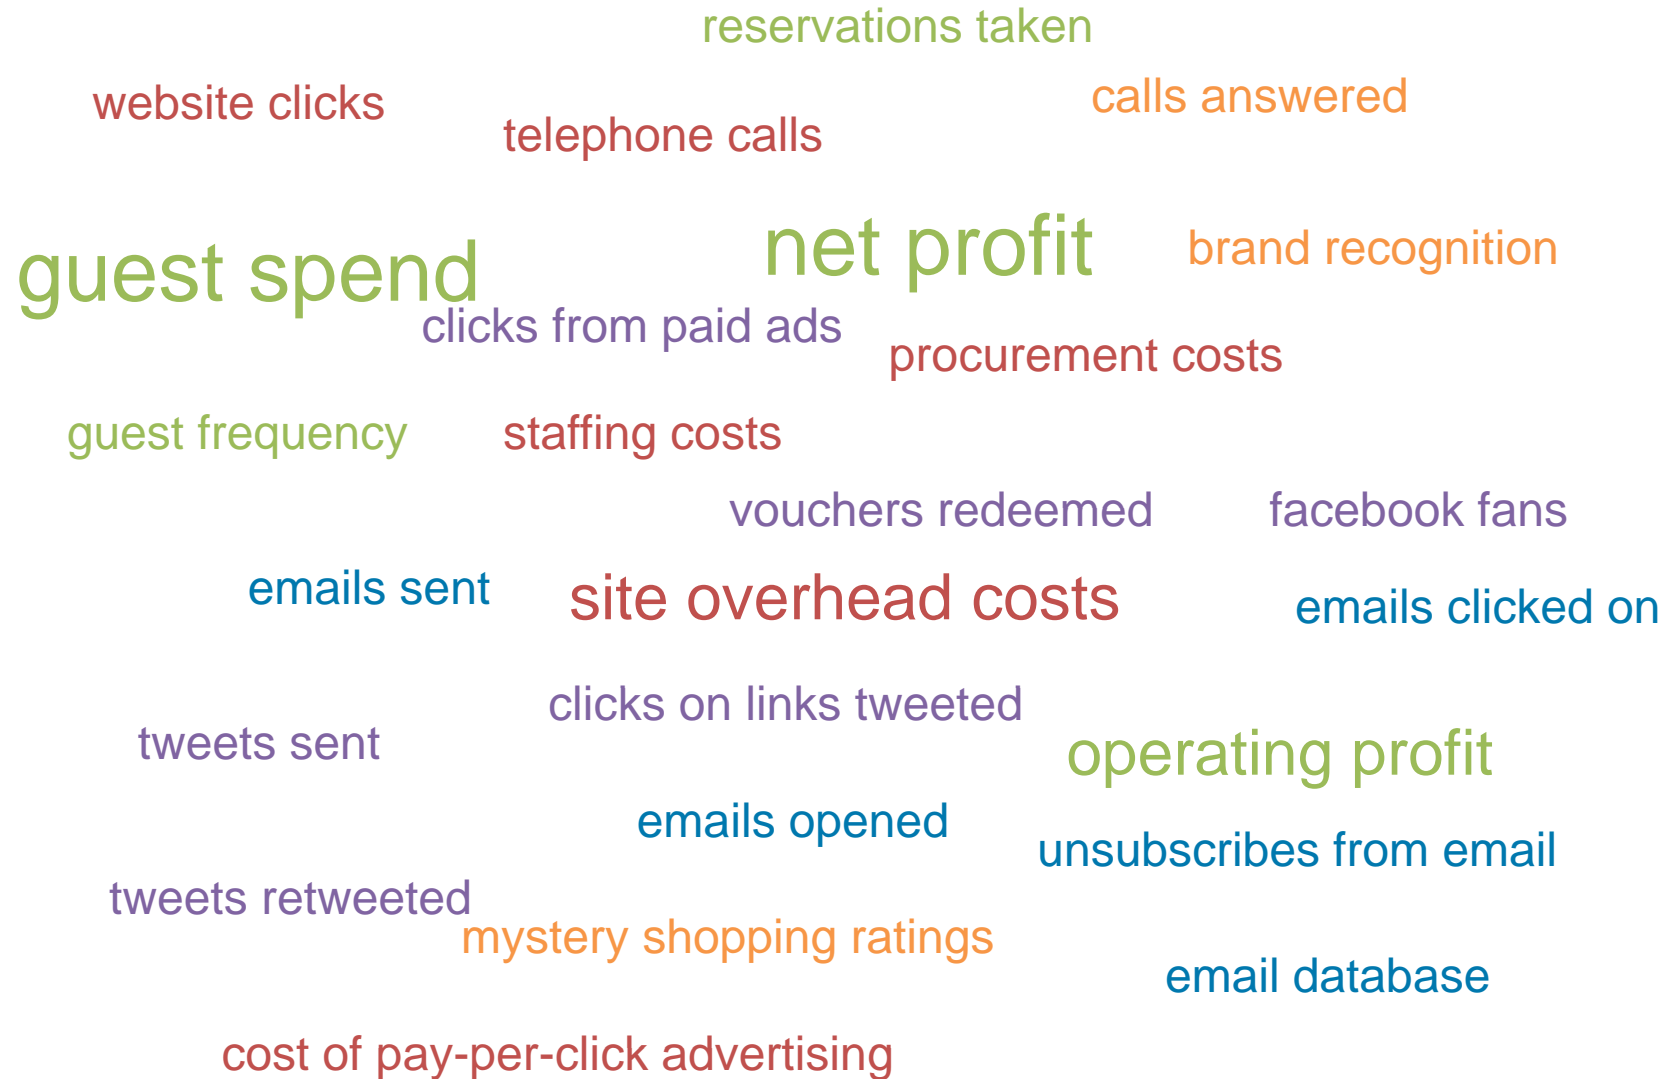 reservations taken
website clicks
calls answered
telephone calls
guest spend
net profit
brand recognition
clicks from paid ads
procurement costs
guest frequency
staffing costs
vouchers redeemed
facebook fans
emails sent
site overhead costs
emails clicked on
clicks on links tweeted
tweets sent
operating profit
emails opened
unsubscribes from email
tweets retweeted
mystery shopping ratings
email database
cost of pay-per-click advertising